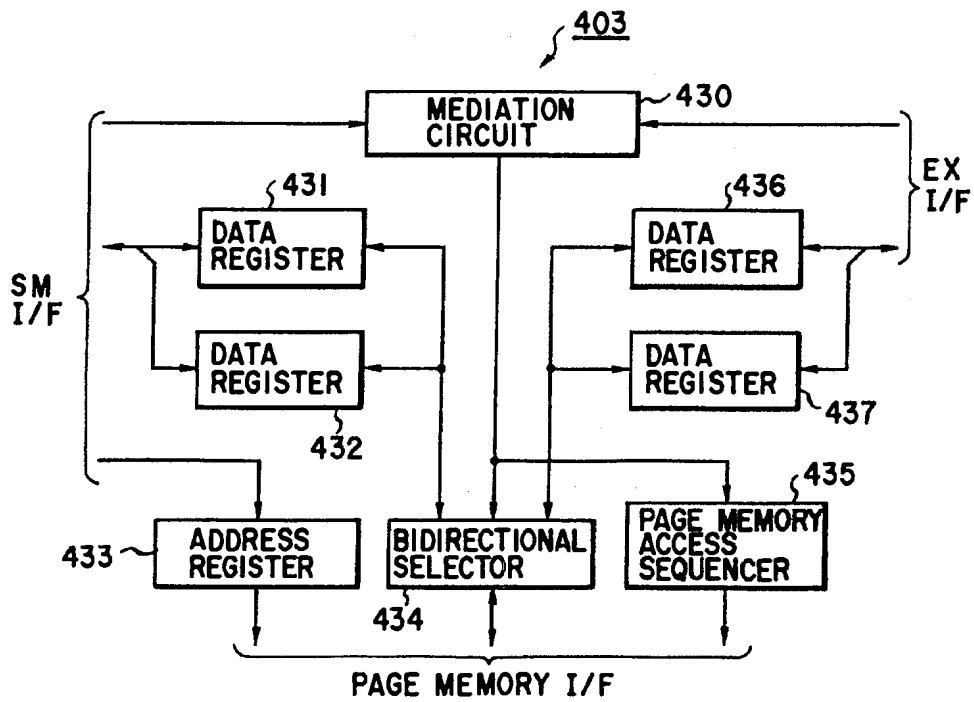 403
MEDIATION
CIRCUIT
430
EX
I/F
431
DATA
REGISTER
436
DATA
REGISTER
SM
I/F
DATA
REGISTER
432
DATA
REGISTER
437
433
ADDRESS
REGISTER
BIDIRECTIONAL
SELECTOR
434
435
PAGE MEMORY
ACCESS
SEQUENCER
PAGE MEMORY I/F